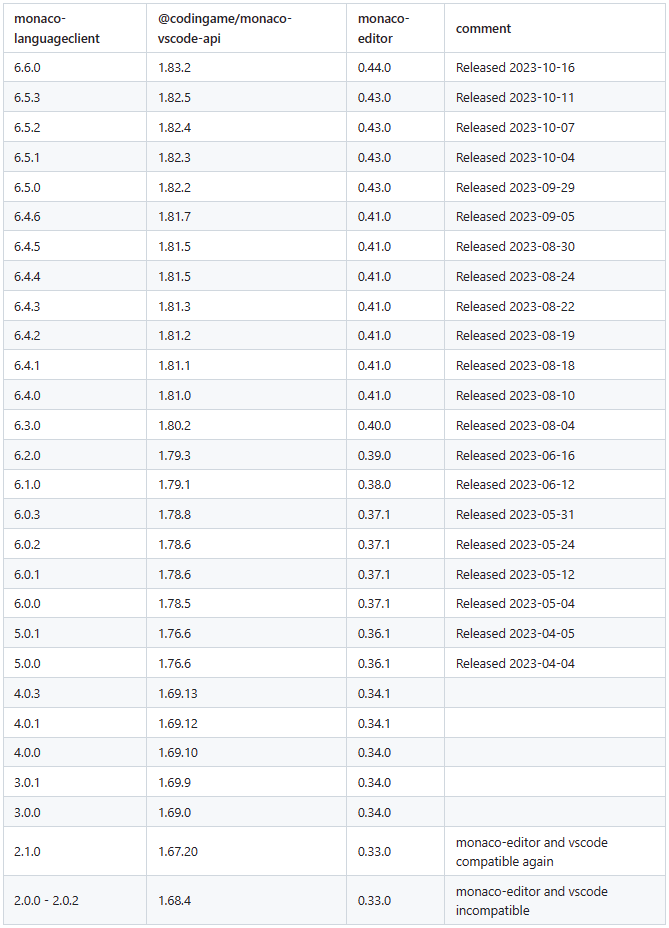 monaco-languageclient @codingame/monaco-vscode-api monaco-editor comment
6.6.0 1.83.2 0.44.0 Released 2023-10-16
6.5.3 1.82.5 0.43.0 Released 2023-10-11
6.5.2 1.82.4 0.43.0 Released 2023-10-07
6.5.1 1.82.3 0.43.0 Released 2023-10-04
6.5.0 1.82.2 0.43.0 Released 2023-09-29
6.4.6 1.81.7 0.41.0 Released 2023-09-05
6.4.5 1.81.5 0.41.0 Released 2023-08-30
6.4.4 1.81.5 0.41.0 Released 2023-08-24
6.4.3 1.81.3 0.41.0 Released 2023-08-22
6.4.2 1.81.2 0.41.0 Released 2023-08-19
6.4.1 1.81.1 0.41.0 Released 2023-08-18
6.4.0 1.81.0 0.41.0 Released 2023-08-10
6.3.0 1.80.2 0.40.0 Released 2023-08-04
6.2.0 1.79.3 0.39.0 Released 2023-06-16
6.1.0 1.79.1 0.38.0 Released 2023-06-12
6.0.3 1.78.8 0.37.1 Released 2023-05-31
6.0.2 1.78.6 0.37.1 Released 2023-05-24
6.0.1 1.78.6 0.37.1 Released 2023-05-12
6.0.0 1.78.5 0.37.1 Released 2023-05-04
5.0.1 1.76.6 0.36.1 Released 2023-04-05
5.0.0 1.76.6 0.36.1 Released 2023-04-04
4.0.3 1.69.13 0.34.1
4.0.1 1.69.12 0.34.1
4.0.0 1.69.10 0.34.0
3.0.1 1.69.9 0.34.0
3.0.0 1.69.0 0.34.0
2.1.0 1.67.20 0.33.0 monaco-editor and vscode
compatible again
2.0.0 - 2.0.2 1.68.4 0.33.0 monaco-editor and vscode
incompatible